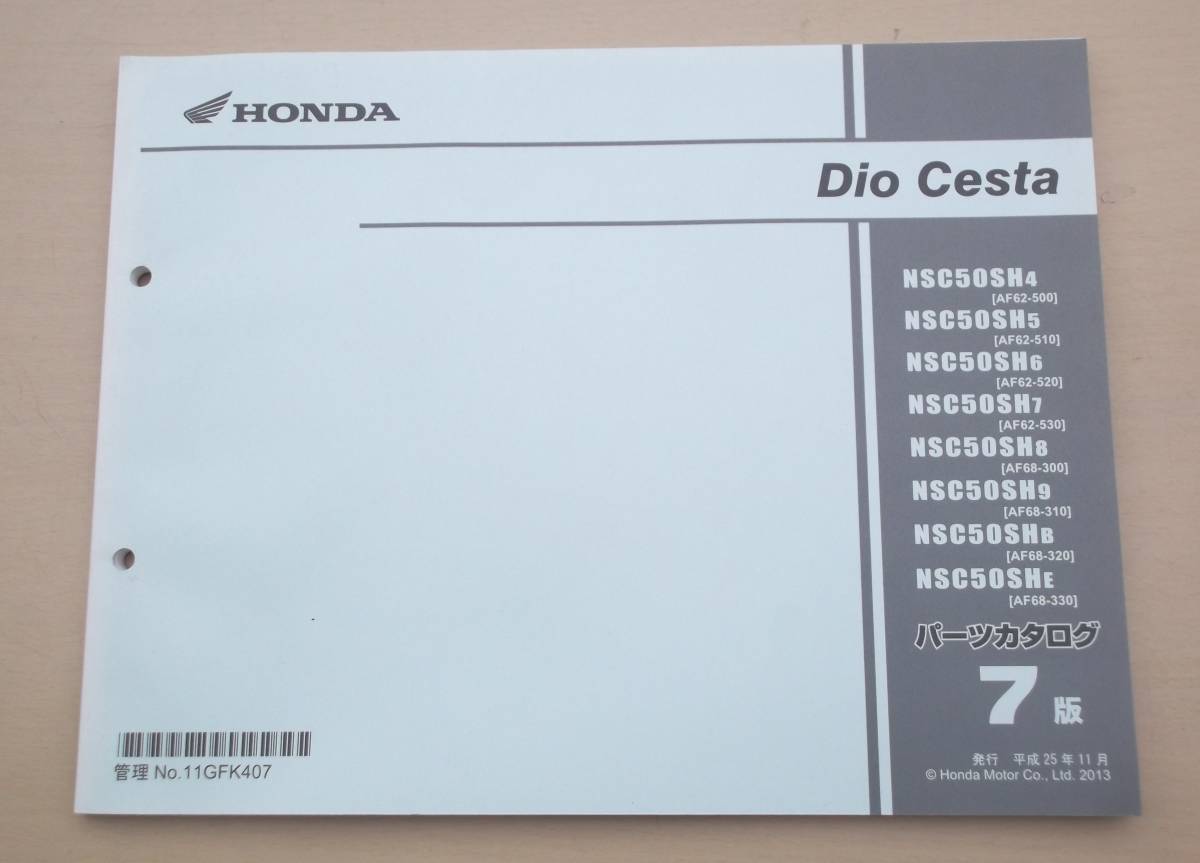 HONDA
Dio Cesta
NSC50SH4
[AF62-500]
NSC50SH5
[AF62-510]
NSC50SH6
[AF62-520]
NSC50SH7
[AF62-530]
NSC50SH8
[AF68-300]
NSC50SH9
[AF68-310]
NSC50SHB
[AF68-320]
NSC50SHE
[AF68-330]
パーツカタログ
7版
発行 平成25年11月
© Honda Motor Co., Ltd. 2013
管理 No.11GFK407